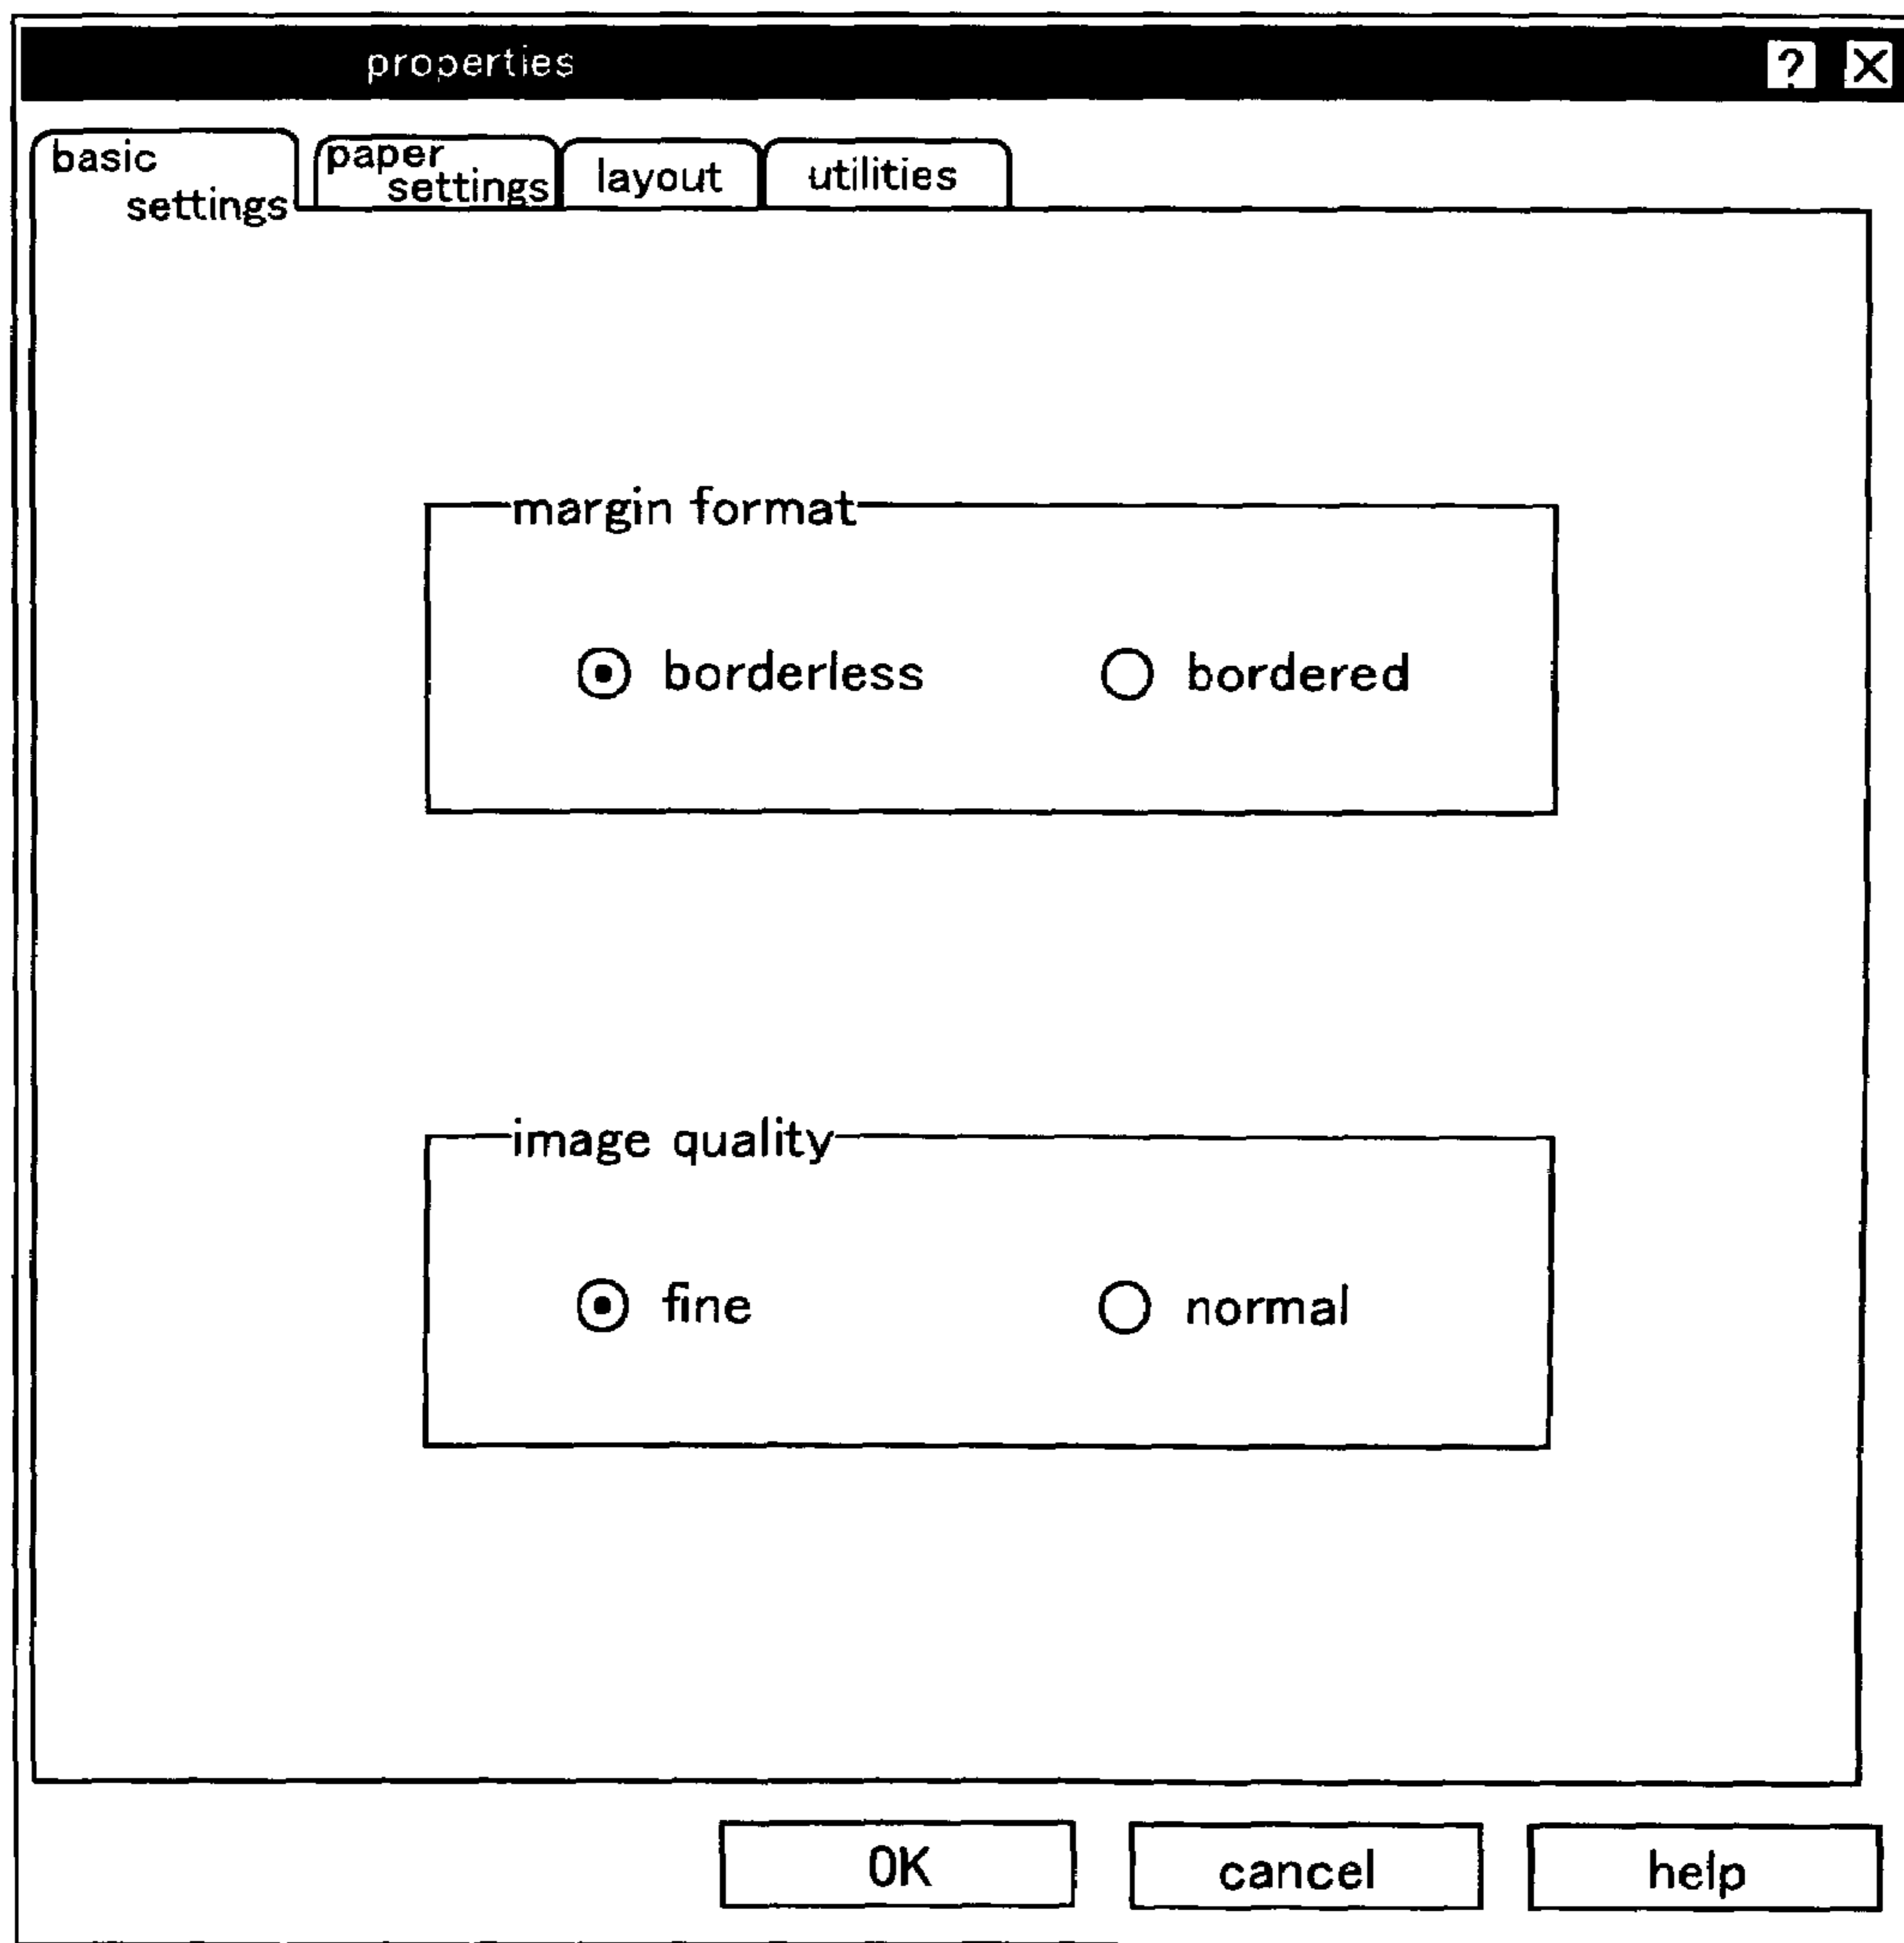 properties
? X
basic
settings
paper
settings
layout
utilities
margin format
borderless bordered
image quality
fine normal
OK cancel help